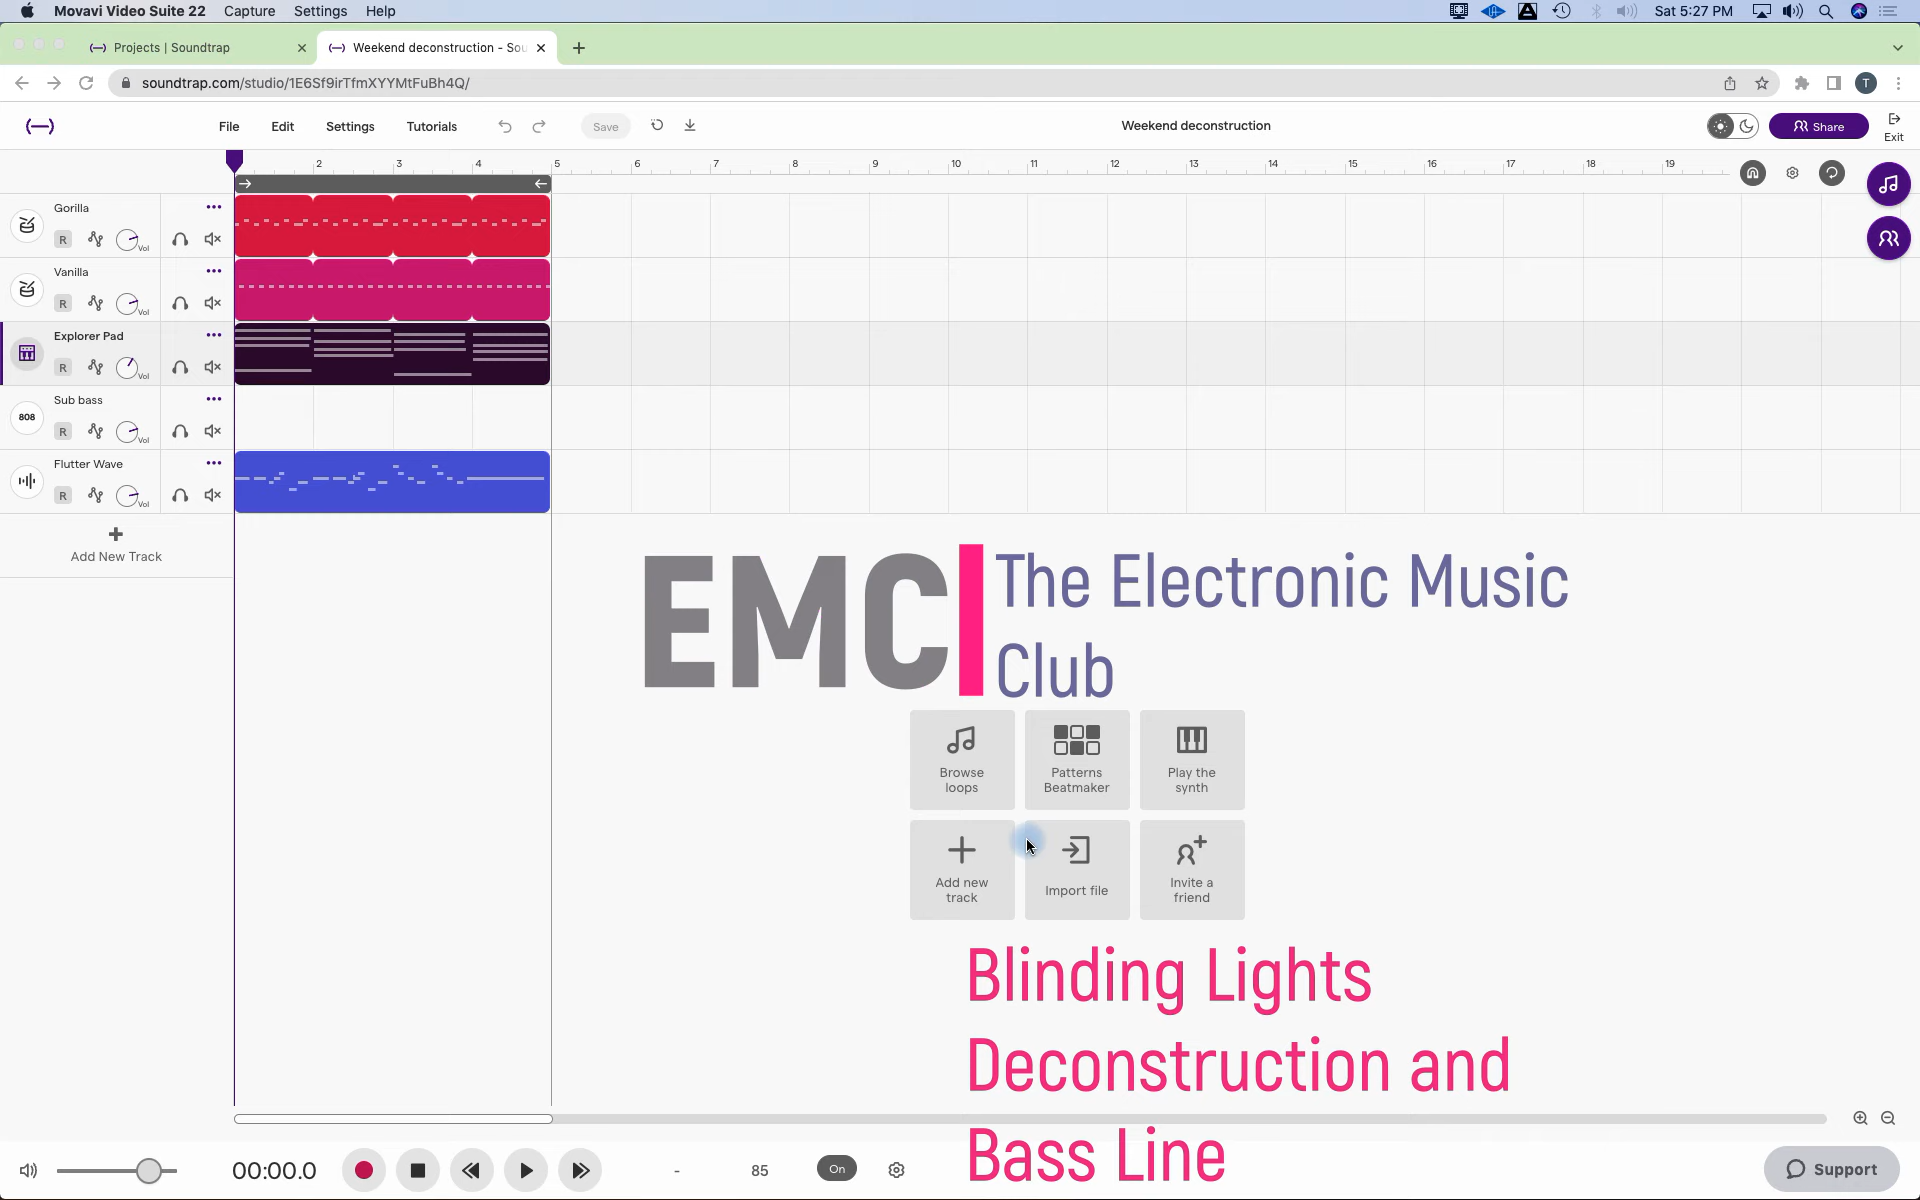 Movavi Video Suite 22 Capture Settings Help Sat 5:27 PM
Projects | Soundtrap
Weekend deconstruction - Sou
soundtrap.com/studio/1E6Sf9irTfmXYYMtFuBh4Q/
T
File Edit Settings Tutorials Save Weekend deconstruction Share Exit
2 3 4 5 6 7 8 9 10 11 12 13 14 15 16 17 18 19
Gorilla
R Vol
Vanilla
R Vol
Explorer Pad
R Vol
Sub bass
808
R Vol
Flutter Wave
R Vol
Add New Track
EMC
The Electronic Music
Club
Browse
loops
Patterns
Beatmaker
Play the
synth
Add new
track
Import file
Invite a
friend
Blinding Lights
Deconstruction and
Bass Line
00:00.0 - 85 On Support